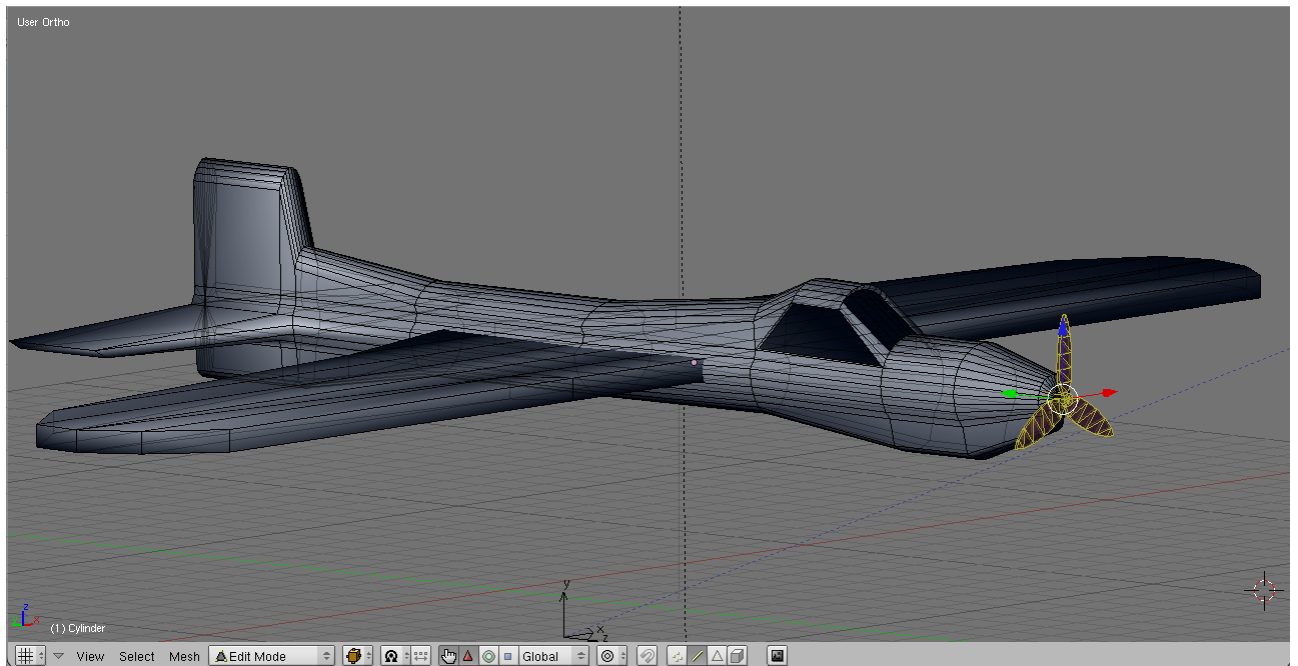 User Ortho
y
x
z
z
x
(1) Cylinder
View Select Mesh Edit Mode Global